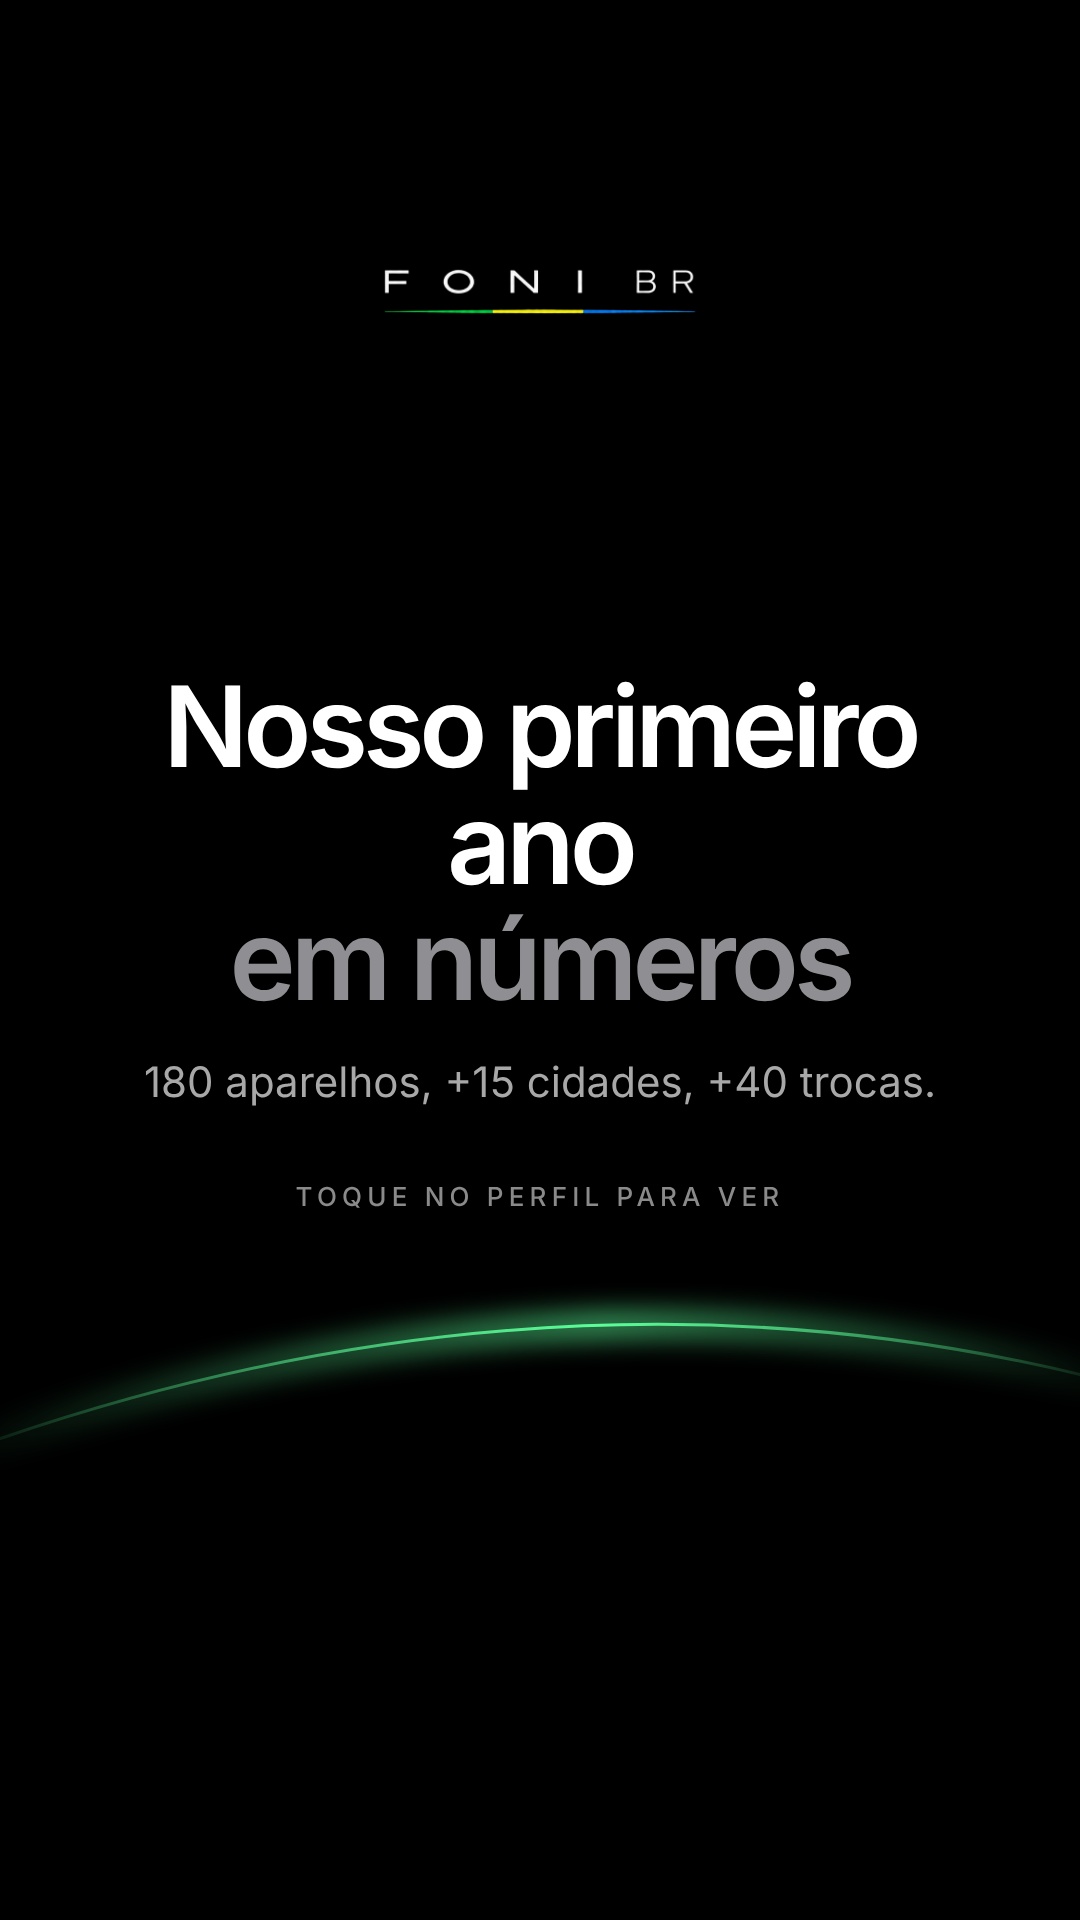 FONI BR
Nosso primeiro
ano
em números
180 aparelhos, +15 cidades, +40 trocas.
TOQUE NO PERFIL PARA VER